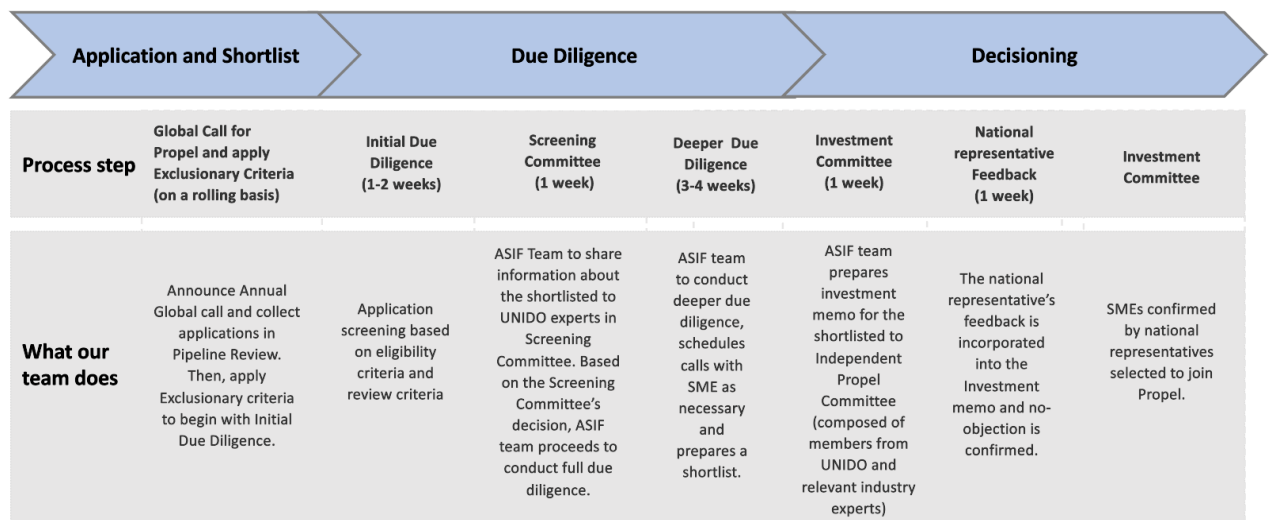 Application and Shortlist
Due Diligence
Decisioning
Process step
Global Call for
Propel and apply
Exclusionary Criteria
(on a rolling basis)
Initial Due
Diligence
(1-2 weeks)
Screening
Committee
(1 week)
Deeper Due
Diligence
(3-4 weeks)
Investment
Committee
(1 week)
National
representative
Feedback
(1 week)
Investment
Committee
What our
team does
Announce Annual
Global call and collect
applications in
Pipeline Review.
Then, apply
Exclusionary criteria
to begin with Initial
Due Diligence.
Application
screening based
on eligibility
criteria and
review criteria
ASIF Team to share
information about
the shortlisted to
UNIDO experts in
Screening
Committee. Based
on the Screening
Committee’s
decision, ASIF
team proceeds to
conduct full due
diligence.
ASIF team
to conduct
deeper due
diligence,
schedules
calls with
SME as
necessary
and
prepares a
shortlist.
ASIF team
prepares
investment
memo for the
shortlisted to
Independent
Propel
Committee
(composed of
members from
UNIDO and
relevant industry
experts)
The national
representative’s
feedback is
incorporated
into the
Investment
memo and no-
objection is
confirmed.
SMEs confirmed
by national
representatives
selected to join
Propel.